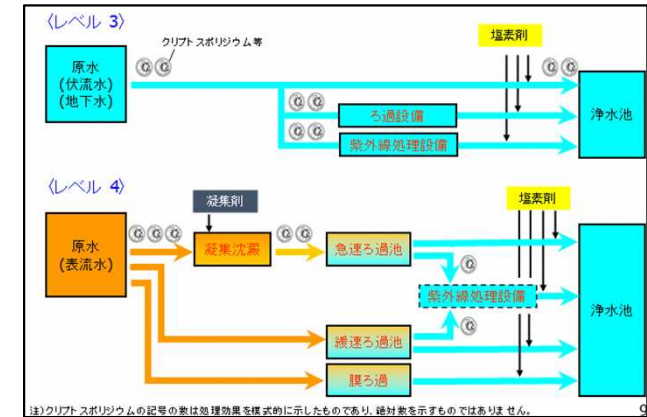 〈レベル 3〉
クリプトスポリジウム等
塩素剤
原水
(伏流水)
(地下水)
ろ過設備
紫外線処理設備
浄水池
〈レベル 4〉
凝集剤
塩素剤
原水
(表流水)
凝集沈澱
急速ろ過池
紫外線処理設備
浄水池
緩速ろ過池
膜ろ過
注)クリプトスポリジウムの記号の数は処理効果を模式的に示したものであり、絶対数を示すものではありません。
9